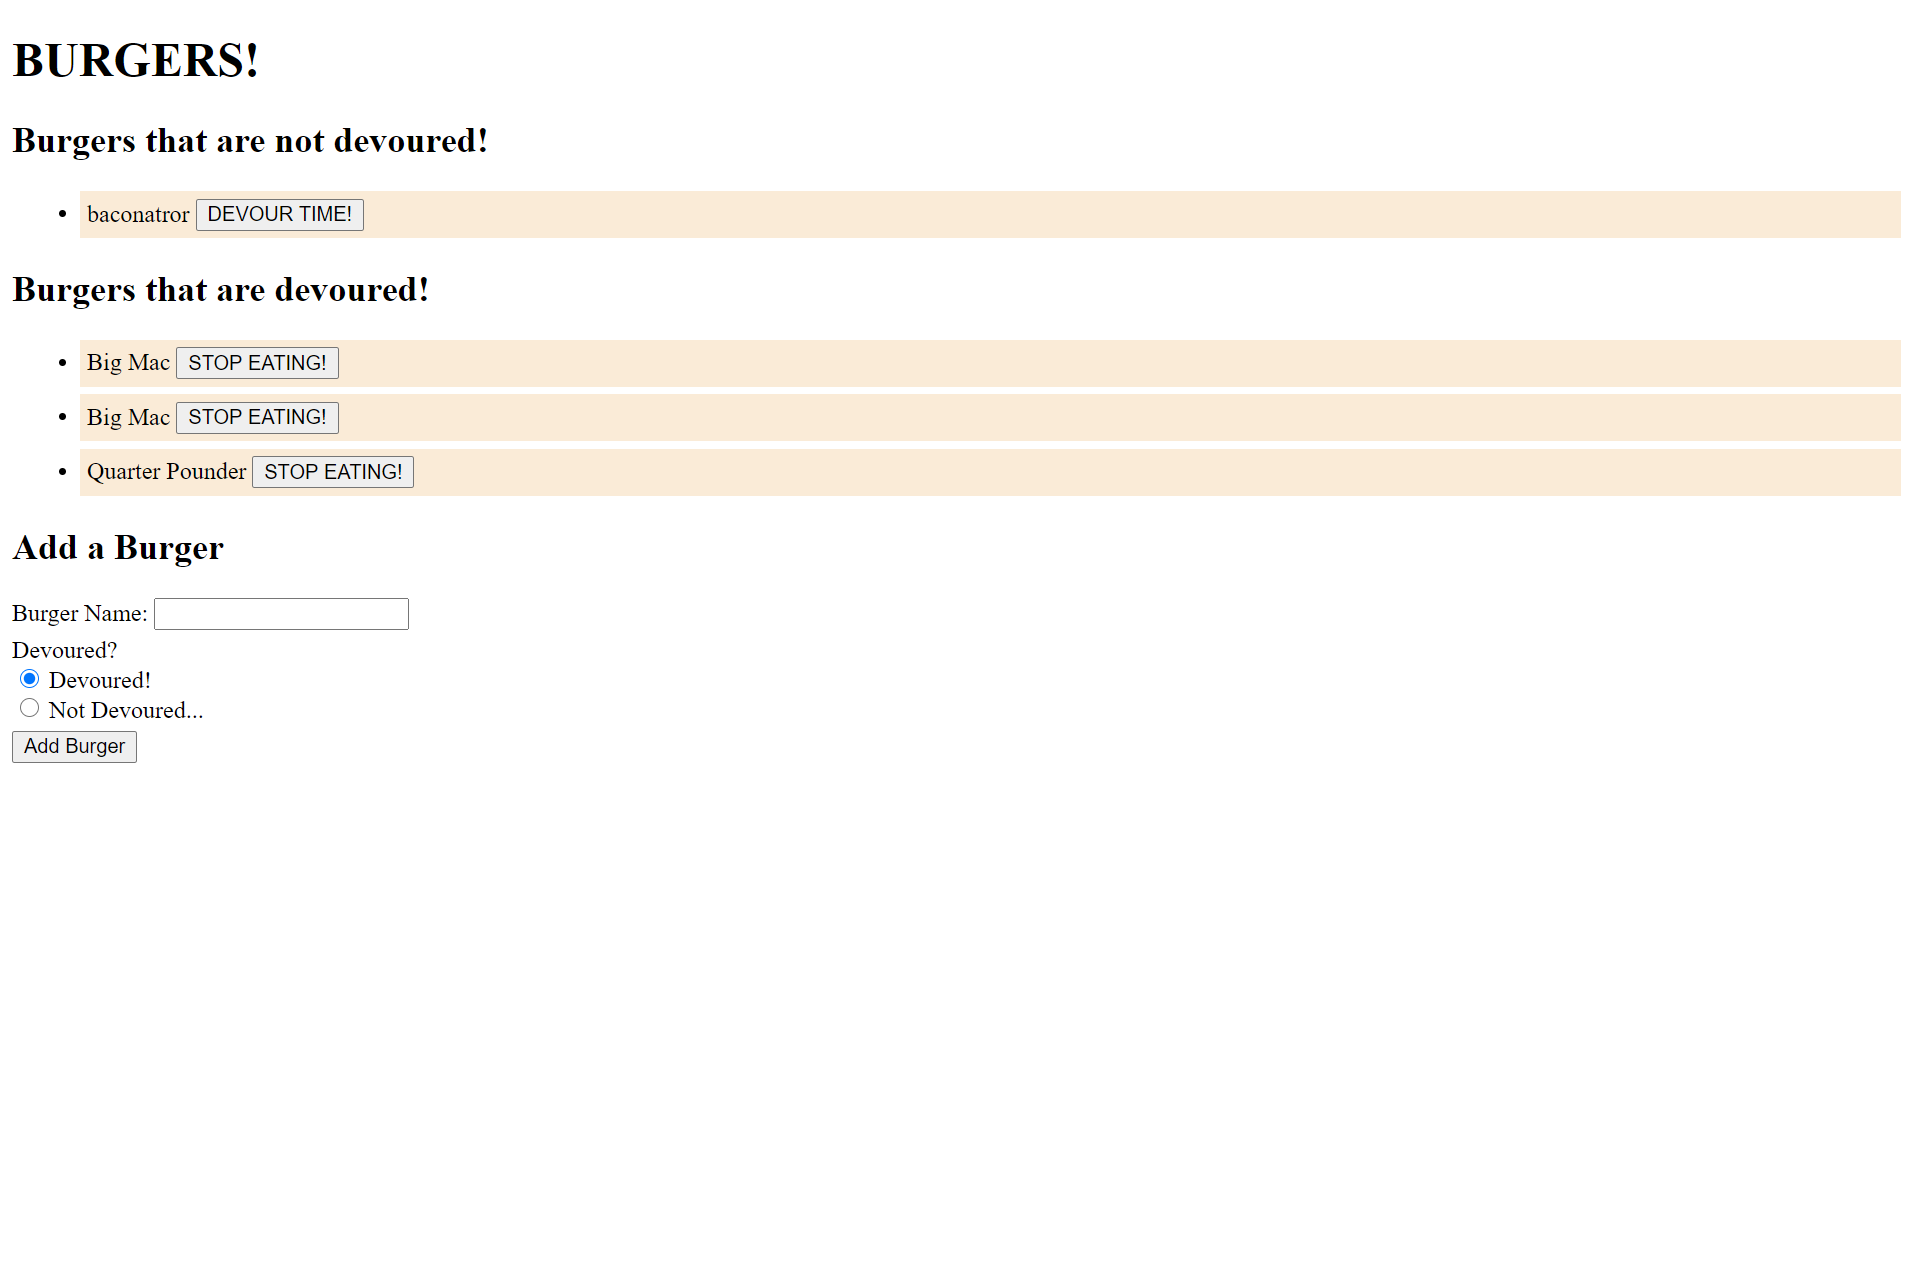 BURGERS!
Burgers that are not devoured!
baconatror DEVOUR TIME!
Burgers that are devoured!
Big Mac STOP EATING!
Big Mac STOP EATING!
Quarter Pounder STOP EATING!
Add a Burger
Burger Name:
Devoured?
Devoured!
Not Devoured...
Add Burger